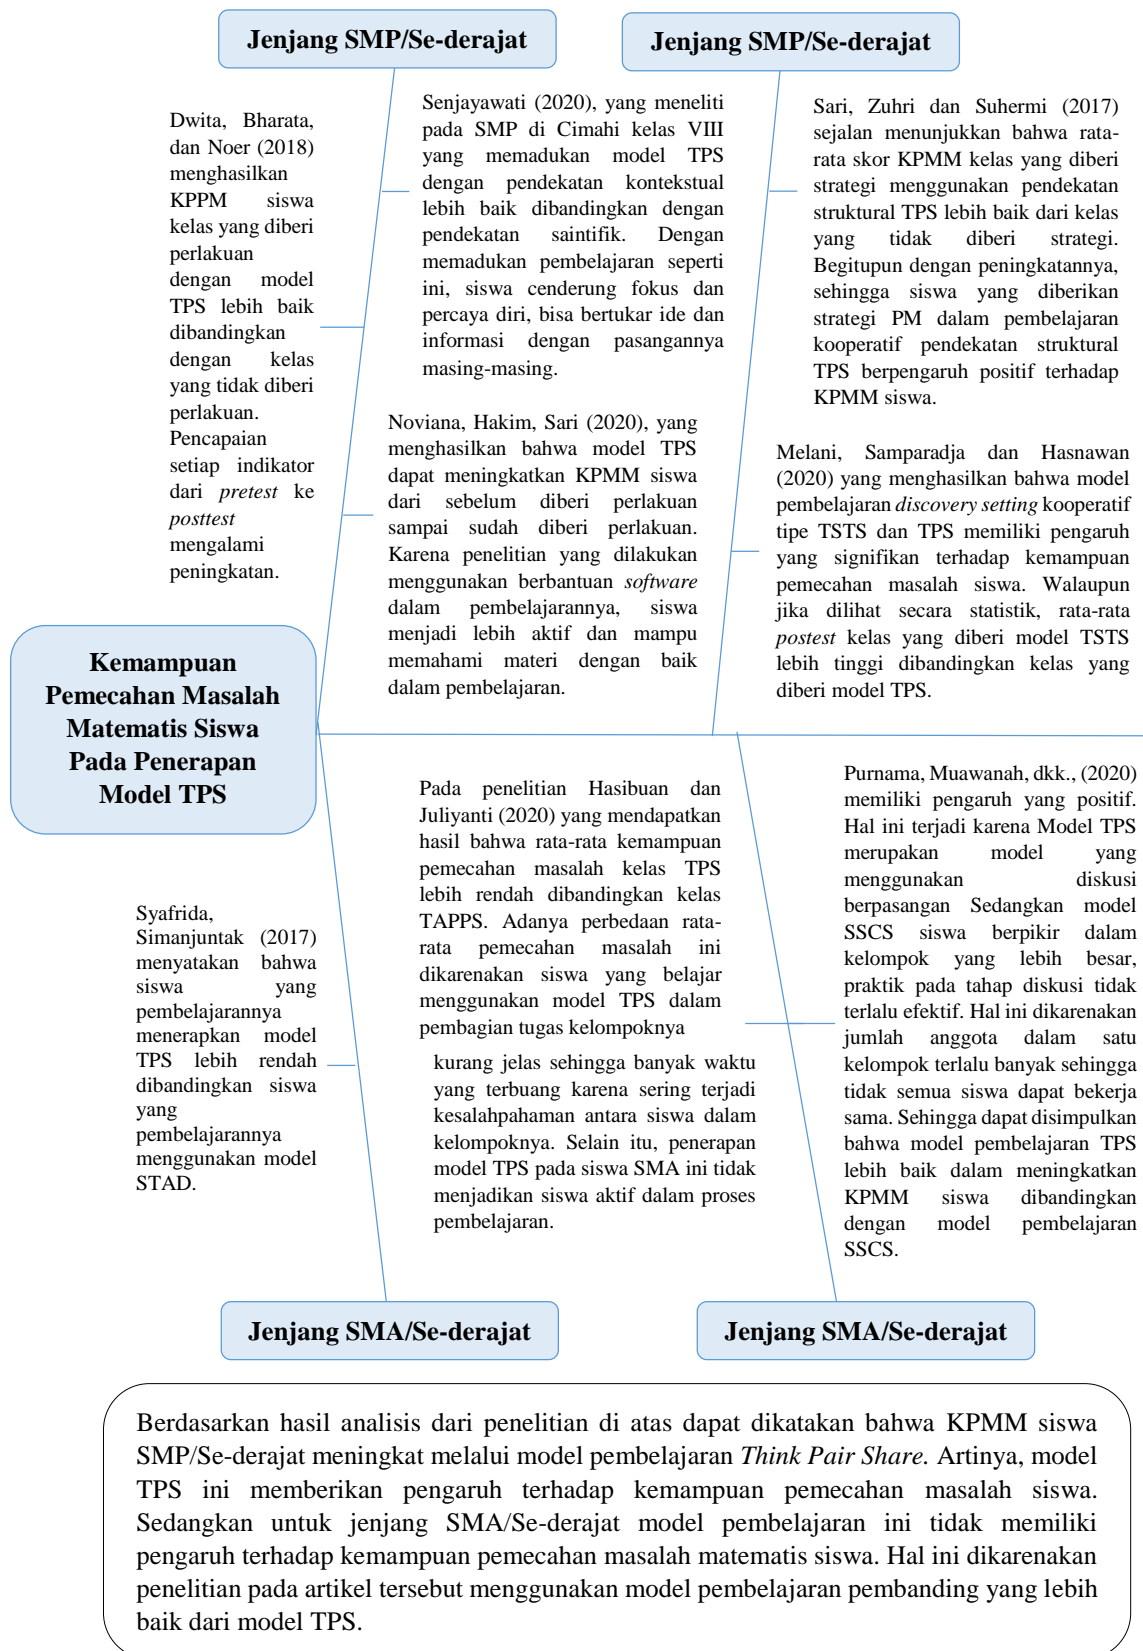 Jenjang SMP/Se-derajat
Jenjang SMP/Se-derajat
Dwita, Bharata,
dan Noer (2018)
menghasilkan
KPPM siswa
kelas yang diberi
perlakuan
dengan model
TPS lebih baik
dibandingkan
dengan kelas
yang tidak diberi
perlakuan.
Pencapaian
setiap indikator
dari pretest ke
posttest
mengalami
peningkatan.
Senjayawati (2020), yang meneliti
pada SMP di Cimahi kelas VIII
yang memadukan model TPS
dengan pendekatan kontekstual
lebih baik dibandingkan dengan
pendekatan saintifik. Dengan
memadukan pembelajaran seperti
ini, siswa cenderung fokus dan
percaya diri, bisa bertukar ide dan
informasi dengan pasangannya
masing-masing.
Noviana, Hakim, Sari (2020), yang
menghasilkan bahwa model TPS
dapat meningkatkan KPMM siswa
dari sebelum diberi perlakuan
sampai sudah diberi perlakuan.
Karena penelitian yang dilakukan
menggunakan berbantuan software
dalam pembelajarannya, siswa
menjadi lebih aktif dan mampu
memahami materi dengan baik
dalam pembelajaran.
Sari, Zuhri dan Suhermi (2017)
sejalan menunjukkan bahwa rata-
rata skor KPMM kelas yang diberi
strategi menggunakan pendekatan
struktural TPS lebih baik dari kelas
yang tidak diberi strategi.
Begitupun dengan peningkatannya,
sehingga siswa yang diberikan
strategi PM dalam pembelajaran
kooperatif pendekatan struktural
TPS berpengaruh positif terhadap
KPMM siswa.
Melani, Samparadja dan Hasnawan
(2020) yang menghasilkan bahwa model
pembelajaran discovery setting kooperatif
tipe TSTS dan TPS memiliki pengaruh
yang signifikan terhadap kemampuan
pemecahan masalah siswa. Walaupun
jika dilihat secara statistik, rata-rata
postest kelas yang diberi model TSTS
lebih tinggi dibandingkan kelas yang
diberi model TPS.
Kemampuan
Pemecahan Masalah
Matematis Siswa
Pada Penerapan
Model TPS
Syafrida,
Simanjuntak (2017)
menyatakan bahwa
siswa yang
pembelajarannya
menerapkan model
TPS lebih rendah
dibandingkan siswa
yang
pembelajarannya
menggunakan model
STAD.
Pada penelitian Hasibuan dan
Juliyanti (2020) yang mendapatkan
hasil bahwa rata-rata kemampuan
pemecahan masalah kelas TPS
lebih rendah dibandingkan kelas
TAPPS. Adanya perbedaan rata-
rata pemecahan masalah ini
dikarenakan siswa yang belajar
menggunakan model TPS dalam
pembagian tugas kelompoknya
kurang jelas sehingga banyak waktu
yang terbuang karena sering terjadi
kesalahpahaman antara siswa dalam
kelompoknya. Selain itu, penerapan
model TPS pada siswa SMA ini tidak
menjadikan siswa aktif dalam proses
pembelajaran.
Purnama, Muawanah, dkk., (2020)
memiliki pengaruh yang positif.
Hal ini terjadi karena Model TPS
merupakan model yang
menggunakan diskusi
berpasangan Sedangkan model
SSCS siswa berpikir dalam
kelompok yang lebih besar,
praktik pada tahap diskusi tidak
terlalu efektif. Hal ini dikarenakan
jumlah anggota dalam satu
kelompok terlalu banyak sehingga
tidak semua siswa dapat bekerja
sama. Sehingga dapat disimpulkan
bahwa model pembelajaran TPS
lebih baik dalam meningkatkan
KPMM siswa dibandingkan
dengan model pembelajaran
SSCS.
Jenjang SMA/Se-derajat
Jenjang SMA/Se-derajat
Berdasarkan hasil analisis dari penelitian di atas dapat dikatakan bahwa KPMM siswa
SMP/Se-derajat meningkat melalui model pembelajaran Think Pair Share. Artinya, model
TPS ini memberikan pengaruh terhadap kemampuan pemecahan masalah siswa.
Sedangkan untuk jenjang SMA/Se-derajat model pembelajaran ini tidak memiliki
pengaruh terhadap kemampuan pemecahan masalah matematis siswa. Hal ini dikarenakan
penelitian pada artikel tersebut menggunakan model pembelajaran pembanding yang lebih
baik dari model TPS.